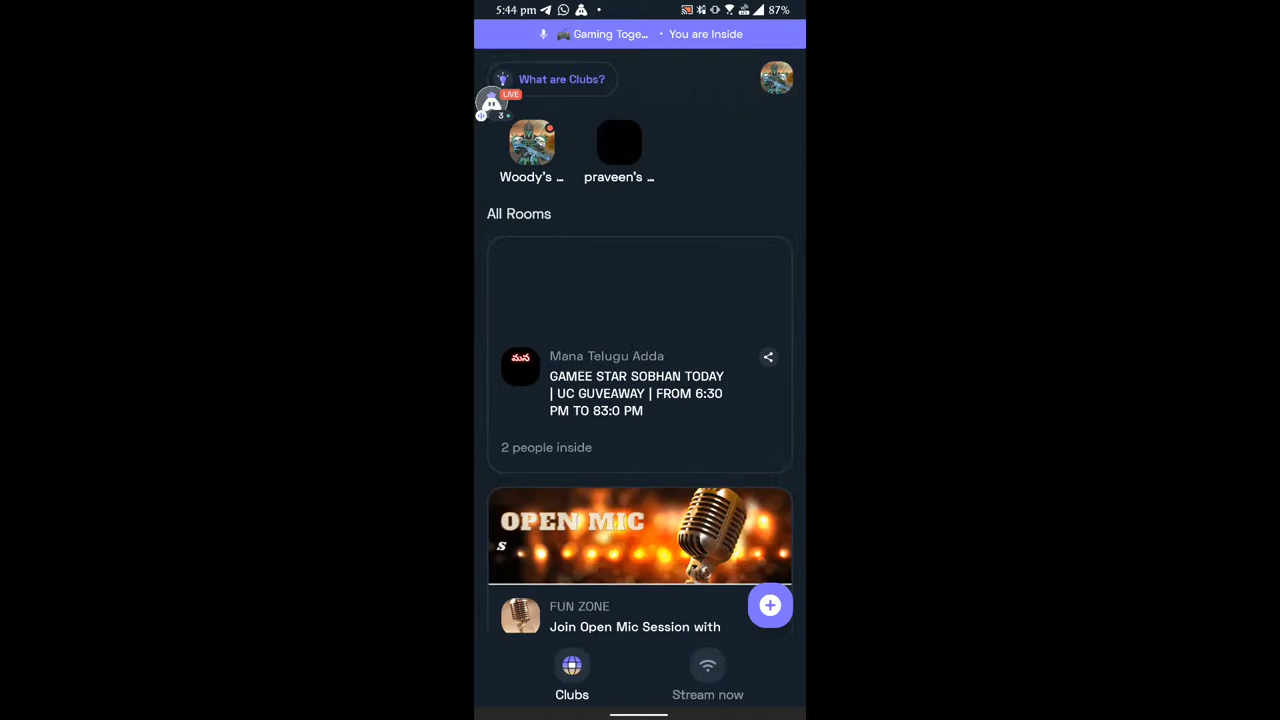 5:44 pm
87%
🎮 Gaming Toge… • You are Inside
What are Clubs?
LIVE
3
Woody's …
praveen's …
All Rooms
మన
Mana Telugu Adda
GAMEE STAR SOBHAN TODAY
| UC GUVEAWAY | FROM 6:30
PM TO 83:0 PM
2 people inside
OPEN MIC
S
FUN ZONE
Join Open Mic Session with
Clubs
Stream now